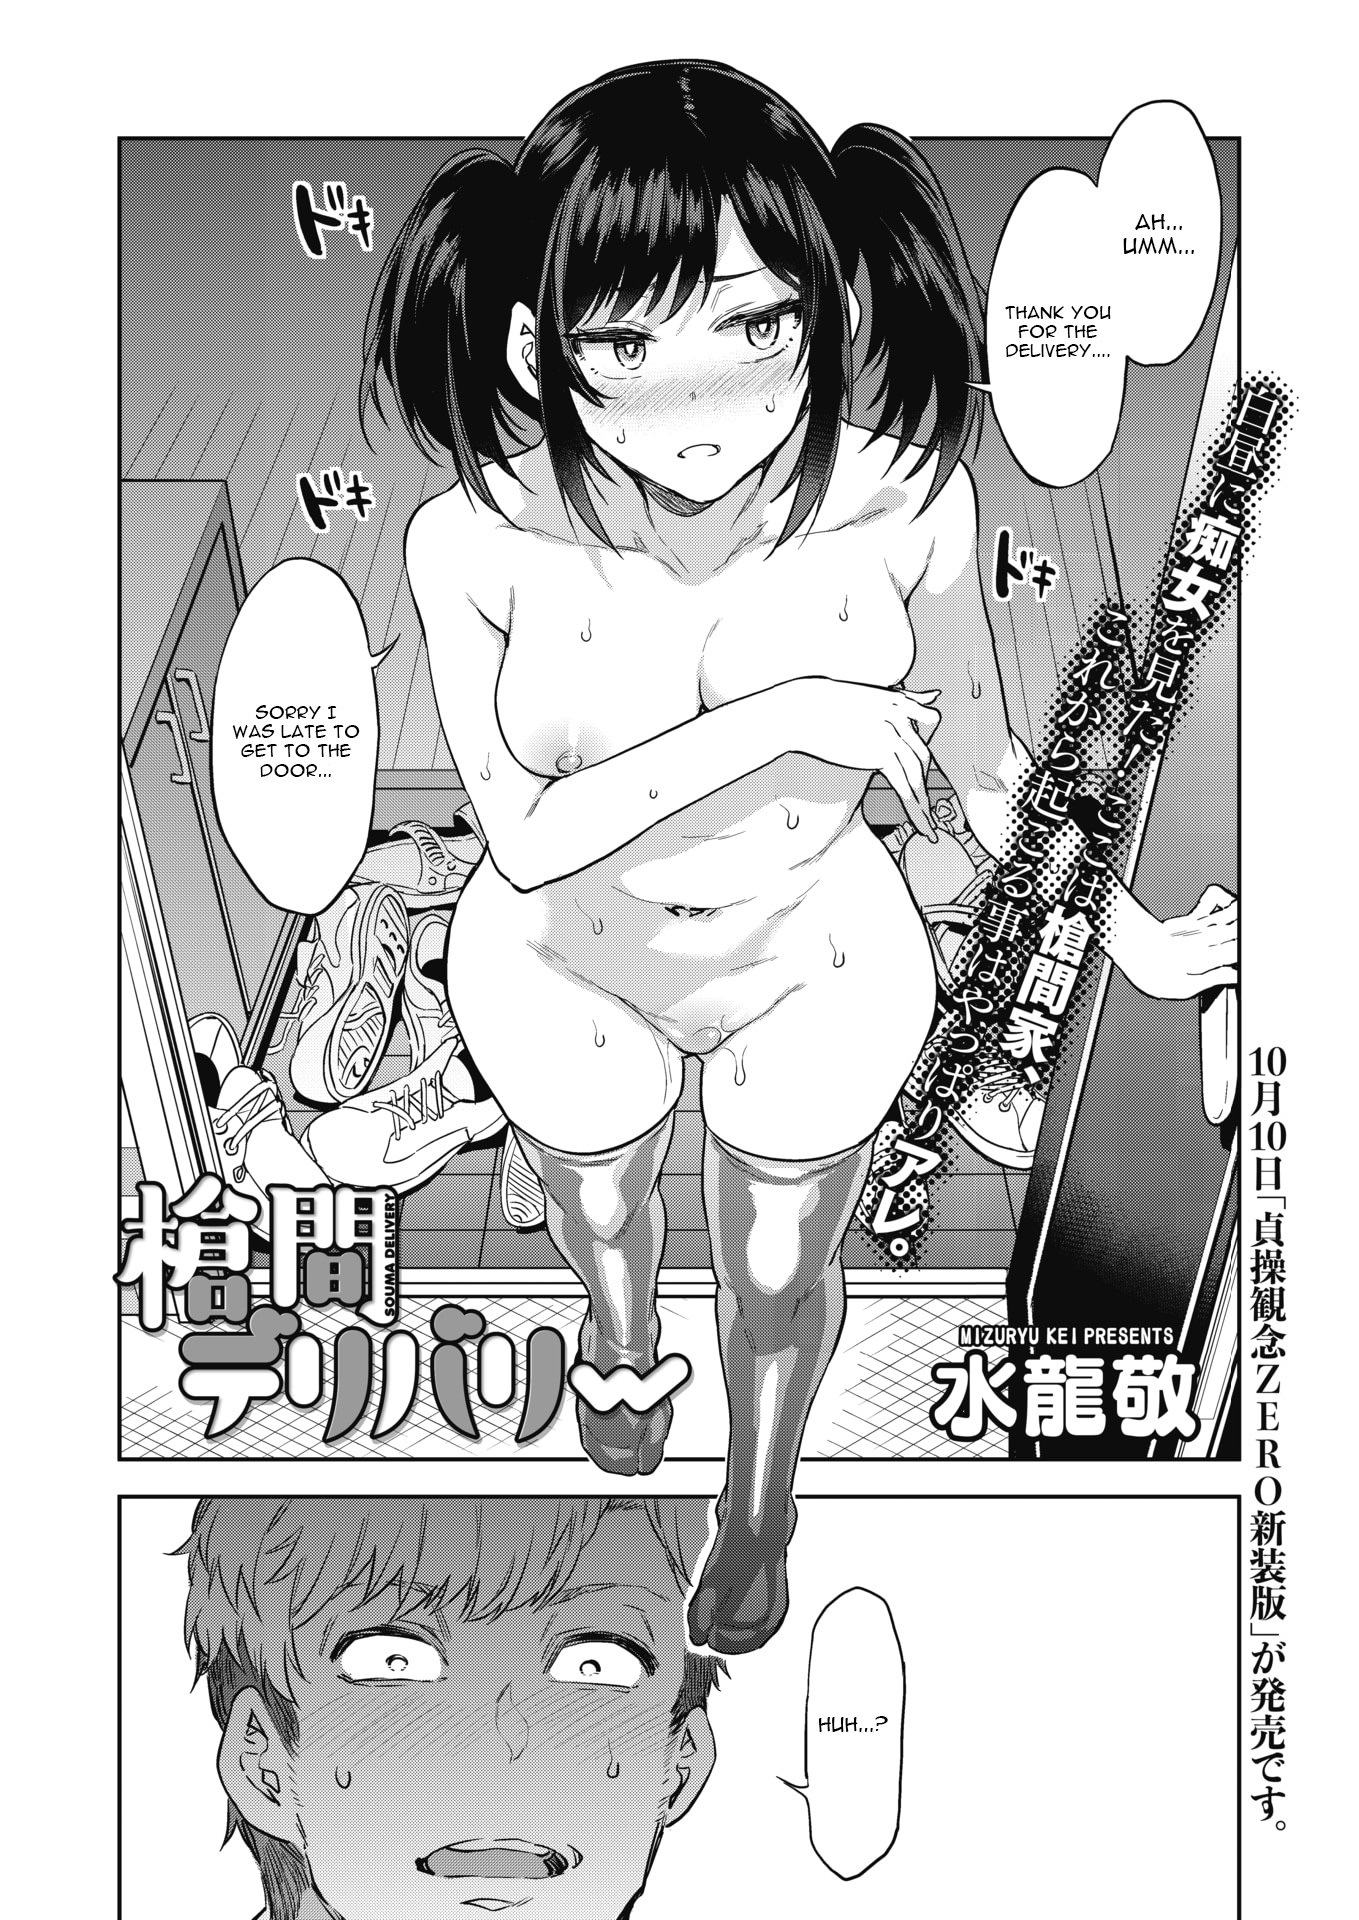 AH...
UMM...
THANK YOU
FOR THE
DELIVERY....
ドキ
ドキ
ドキ
SORRY I
WAS LATE TO
GET TO THE
DOOR...
白昼に痴女を見た!ここは槍間家、
これから起こる事はやっぱりアレ。
槍間
デリバリー
SOUMA DELIVERY
MIZURYU KEI PRESENTS
水龍敬
10月10日「貞操観念ZERO新装版」が発売です。
HUH...?